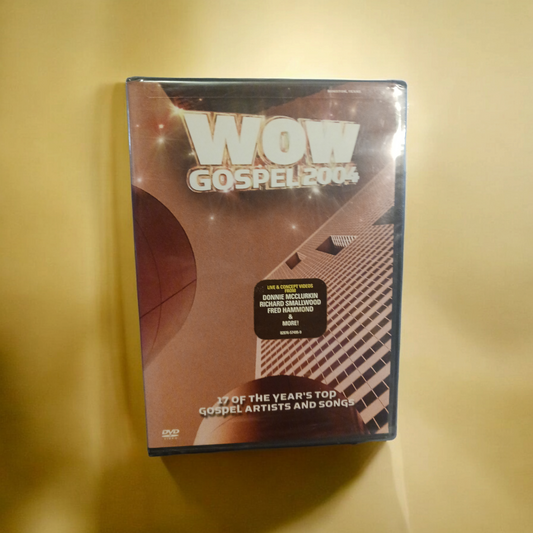 WOW
GOSPEL 2004
LIVE & CONCEPT VIDEOS
FROM
DONNIE MCCLURKIN
RICHARD SMALLWOOD
FRED HAMMOND
&
MORE!
17 OF THE YEAR'S TOP
GOSPEL ARTISTS AND SONGS
DVD